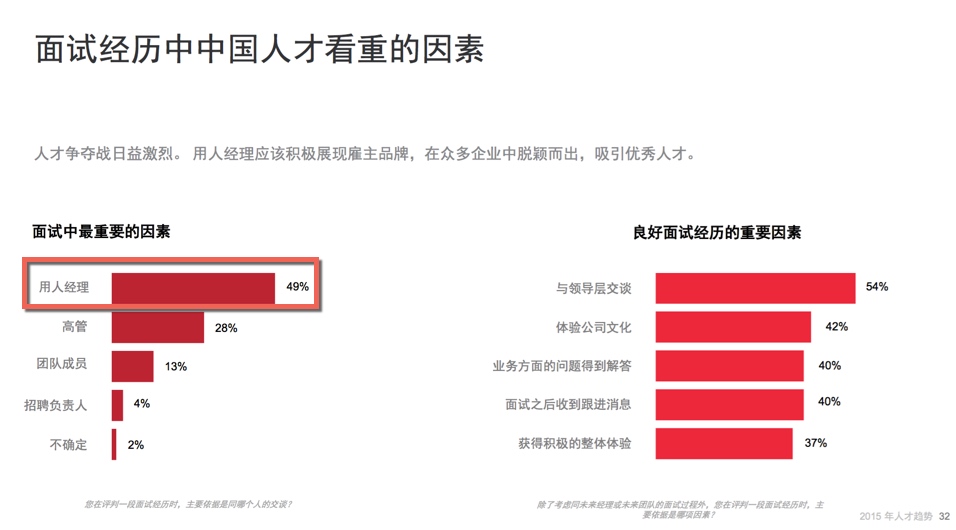 面试经历中中国人才看重的因素
人才争夺战日益激烈。 用人经理应该积极展现雇主品牌，在众多企业中脱颖而出，吸引优秀人才。
面试中最重要的因素
用人经理 49%
高管 28%
团队成员 13%
招聘负责人 4%
不确定 2%
您在评判一段面试经历时，主要依据是同哪个人的交谈？
良好面试经历的重要因素
与领导层交谈 54%
体验公司文化 42%
业务方面的问题得到解答 40%
面试之后收到跟进消息 40%
获得积极的整体体验 37%
除了考虑同未来经理或未来团队的面试过程外，您在评判一段面试经历时，主
要依据是哪项因素？
2015 年人才趋势 32